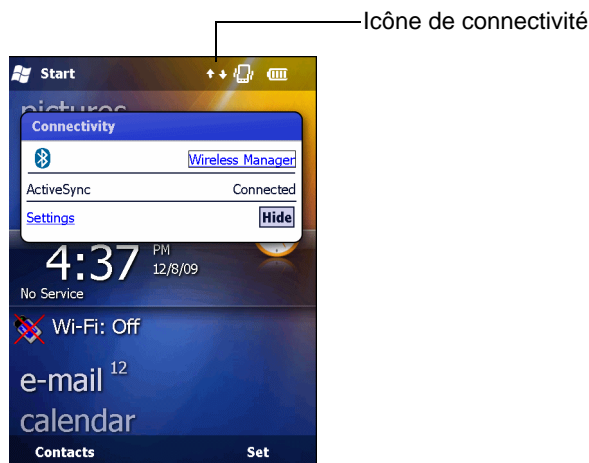 Icône de connectivité
Start
pictures
Connectivity
Wireless Manager
ActiveSync Connected
Settings Hide
4:37 PM
12/8/09
No Service
Wi-Fi: Off
e-mail 12
calendar
Contacts Set